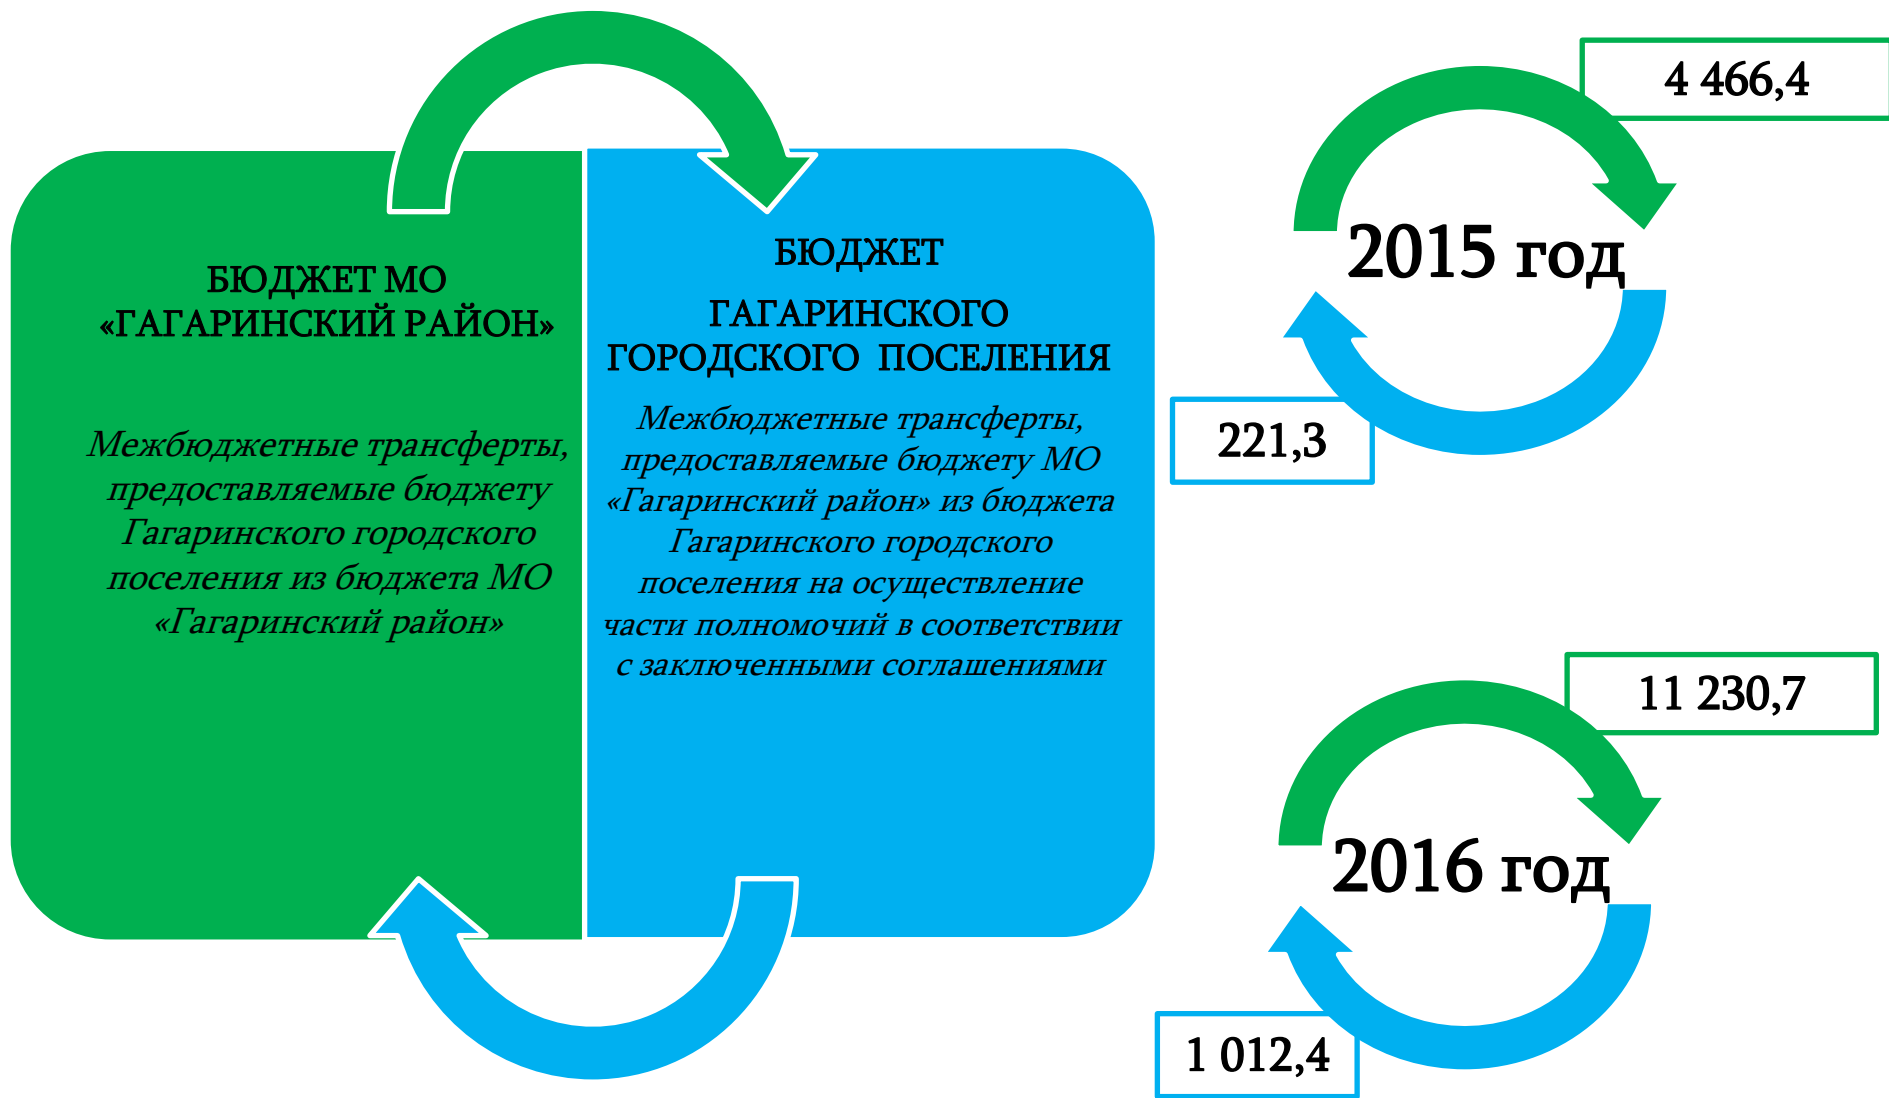 БЮДЖЕТ МО
«ГАГАРИНСКИЙ РАЙОН»
Межбюджетные трансферты,
предоставляемые бюджету
Гагаринского городского
поселения из бюджета МО
«Гагаринский район»
БЮДЖЕТ
ГАГАРИНСКОГО
ГОРОДСКОГО ПОСЕЛЕНИЯ
Межбюджетные трансферты,
предоставляемые бюджету МО
«Гагаринский район» из бюджета
Гагаринского городского
поселения на осуществление
части полномочий в соответствии
с заключенными соглашениями
4 466,4
2015 год
221,3
11 230,7
2016 год
1 012,4